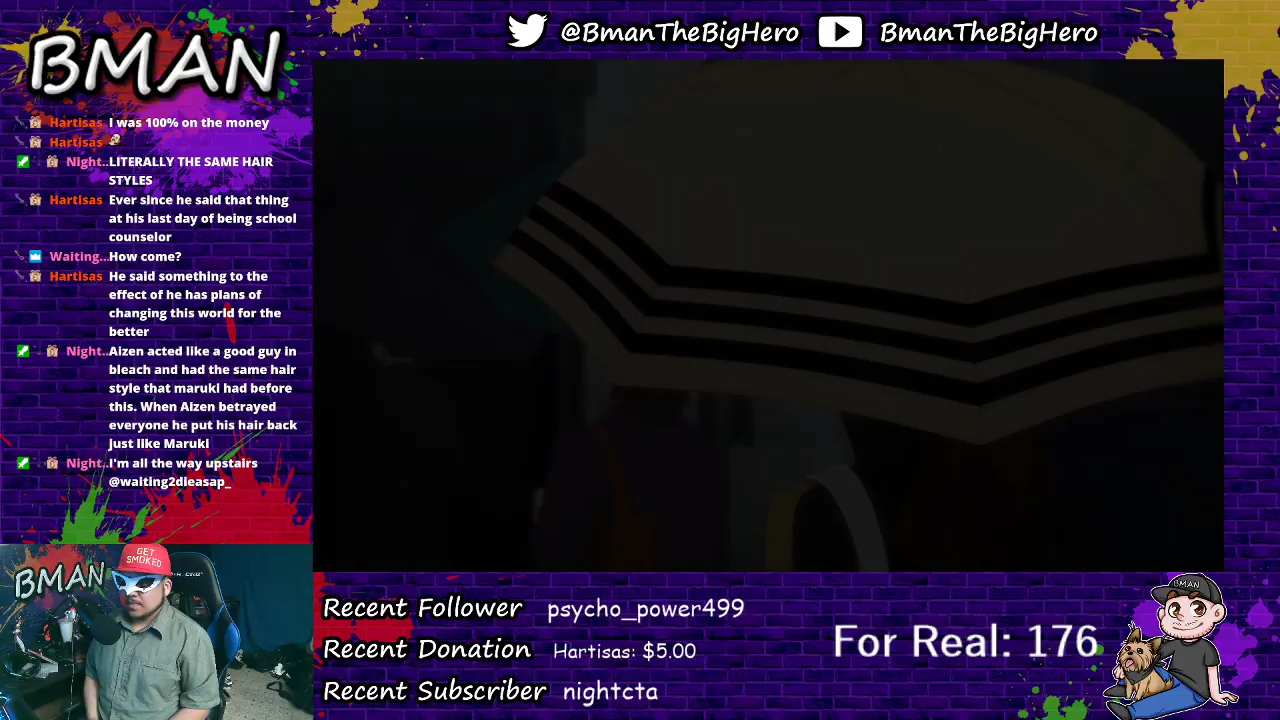 BMAN
@BmanTheBigHero
BmanTheBigHero
Hartisas I was 100% on the money
Hartisas
Night.. LITERALLY THE SAME HAIR
STYLES
Hartisas Ever since he said that thing
at his last day of being school
counselor
Waiting.. How come?
Hartisas He said something to the
effect of he has plans of
changing this world for the
better
Night.. Aizen acted like a good guy in
bleach and had the same hair
style that maruki had before
this. When Aizen betrayed
everyone he put his hair back
just like Maruki
Night.. I'm all the way upstairs
@waiting2dieasap_
BMAN
GET
SMOKED
Recent Follower psycho_power499
Recent Donation Hartisas: $5.00
Recent Subscriber nightcta
For Real: 176
BMAN